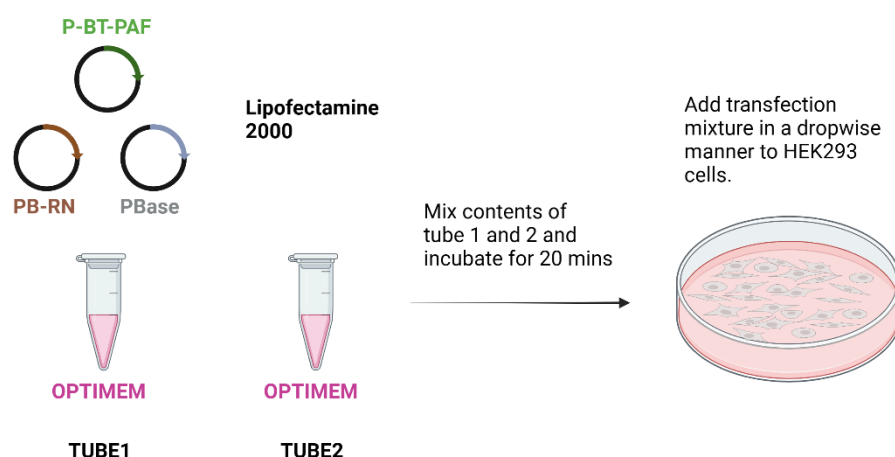 P-BT-PAF
PB-RN
PBase
Lipofectamine
2000
OPTIMEM
TUBE1
OPTIMEM
TUBE2
Mix contents of
tube 1 and 2 and
incubate for 20 mins
Add transfection
mixture in a dropwise
manner to HEK293
cells.